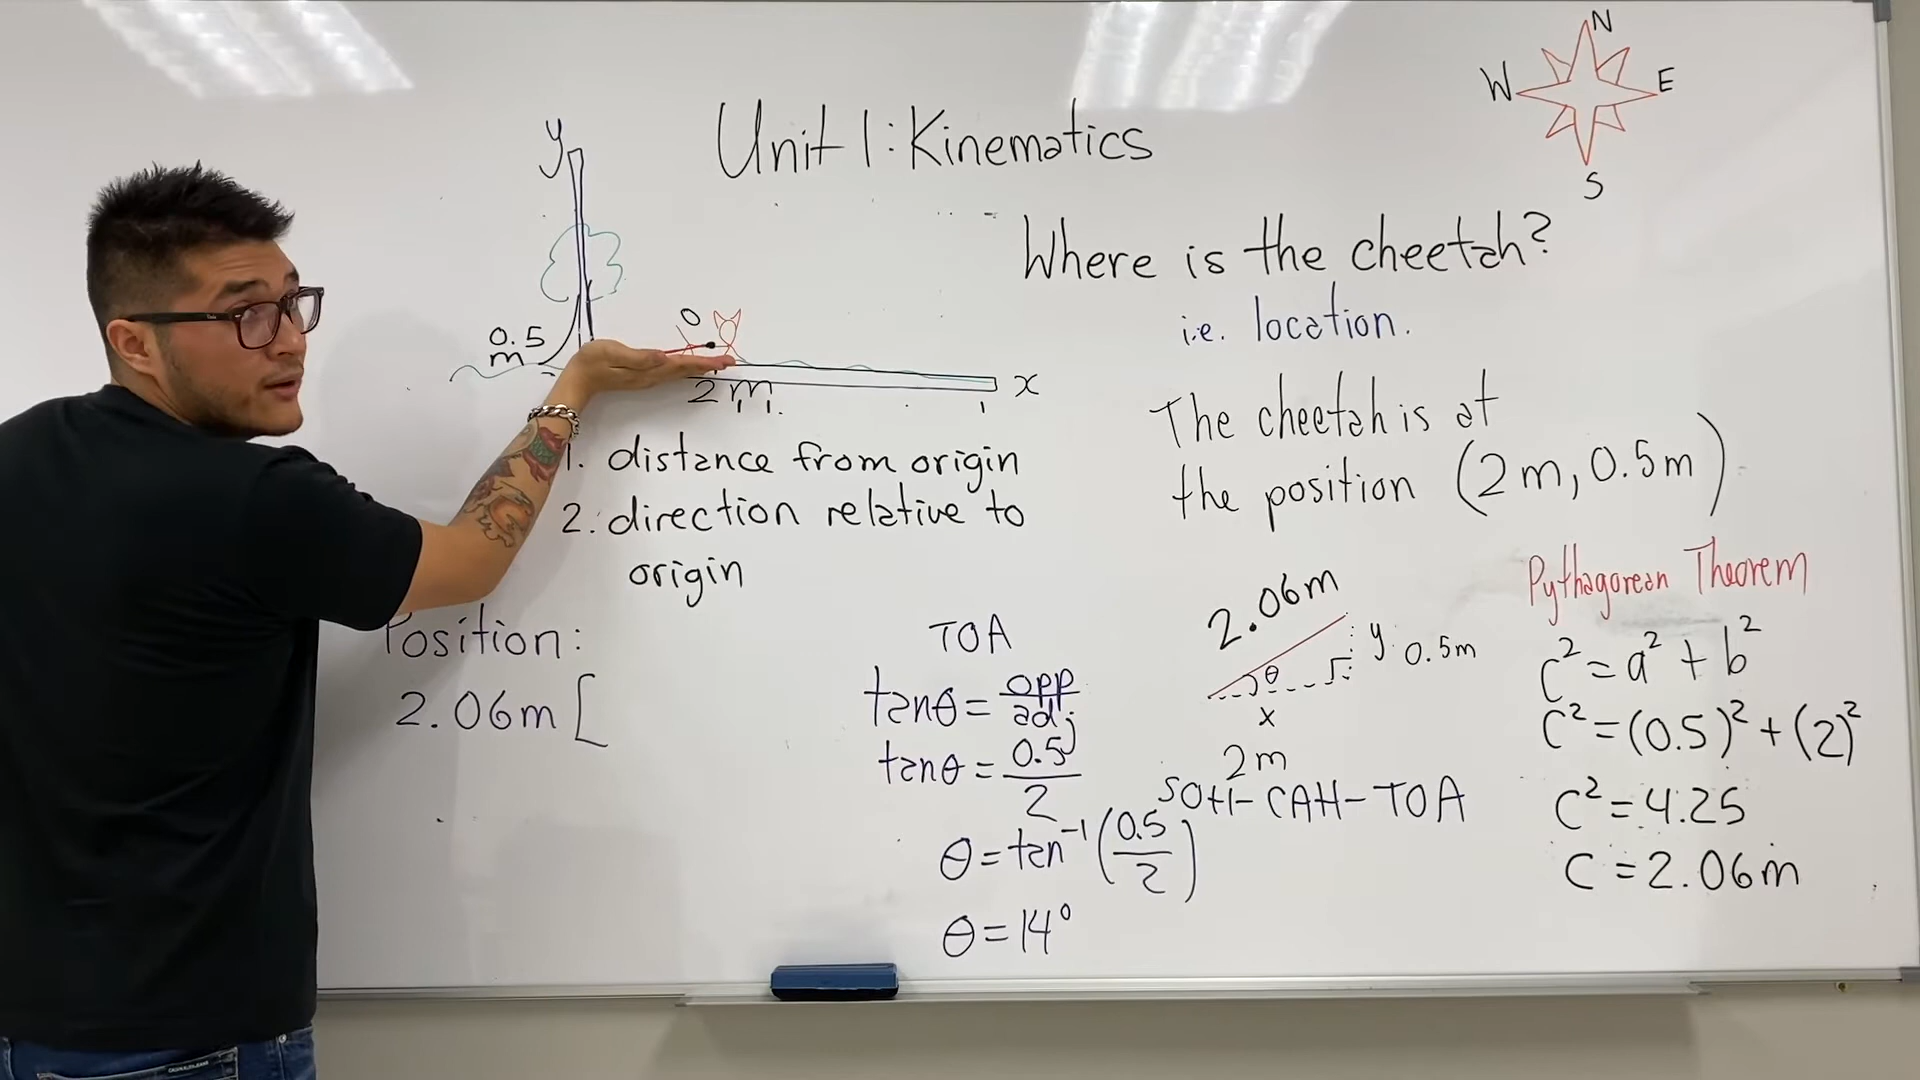 N
W E
S
Unit 1: Kinematics
y
Where is the cheetah?
i.e. location.
0.5
m
2 m
x
The cheetah is at
the position (2m, 0.5m)
1. distance from origin
2. direction relative to
origin
Position:
2.06m [
TOA
tanθ = opp/adj
tanθ = 0.5/2
θ = tan⁻¹(0.5/2)
θ = 14°
2.06m
θ
y 0.5m
x
2m
SOH-CAH-TOA
Pythagorean Theorem
c² = a² + b²
c² = (0.5)² + (2)²
c² = 4.25
c = 2.06m